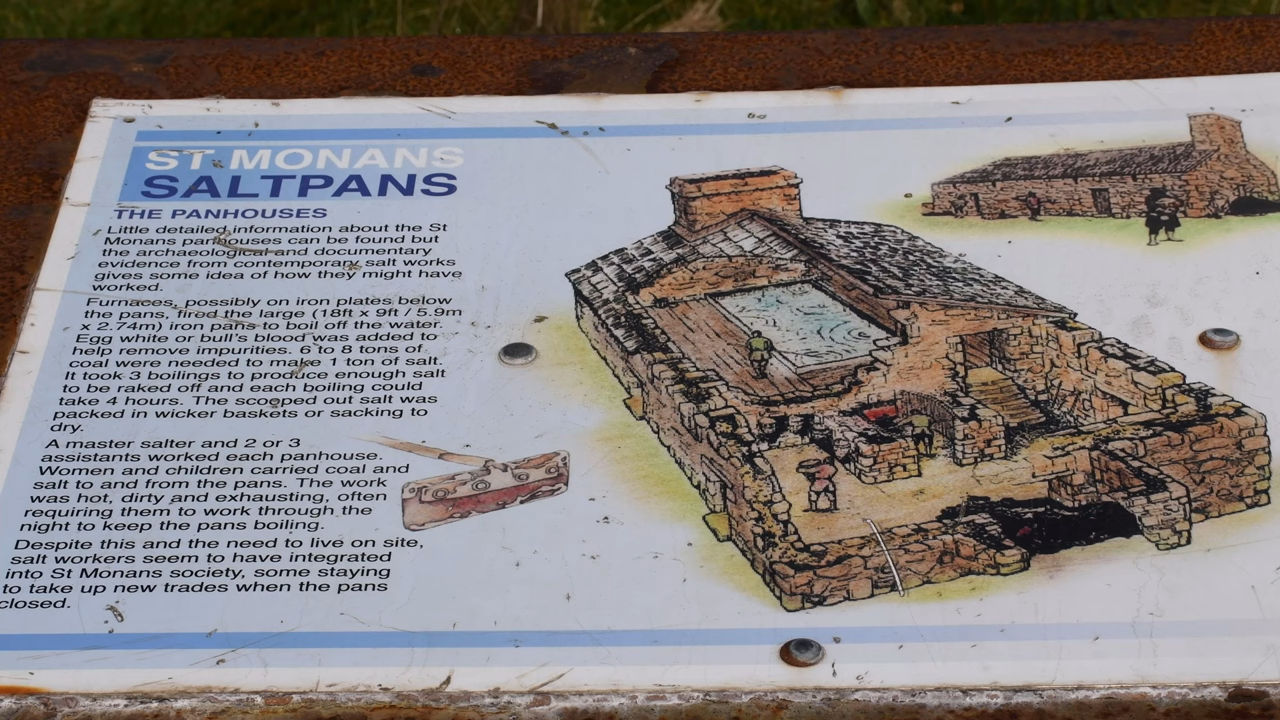 ST MONANS
SALTPANS
THE PANHOUSES
Little detailed information about the St
Monans panhouses can be found but
the archaeological and documentary
evidence from contemporary salt works
gives some idea of how they might have
worked.
Furnaces, possibly on iron plates below
the pans, fired the large (18ft x 9ft / 5.9m
x 2.74m) iron pans to boil off the water.
Egg white or bull's blood was added to
help remove impurities. 6 to 8 tons of
coal were needed to make 1 ton of salt.
It took 3 boilings to produce enough salt
to be raked off and each boiling could
take 4 hours. The scooped out salt was
packed in wicker baskets or sacking to
dry.
A master salter and 2 or 3
assistants worked each panhouse.
Women and children carried coal and
salt to and from the pans. The work
was hot, dirty and exhausting, often
requiring them to work through the
night to keep the pans boiling.
Despite this and the need to live on site,
salt workers seem to have integrated
into St Monans society, some staying
to take up new trades when the pans
closed.